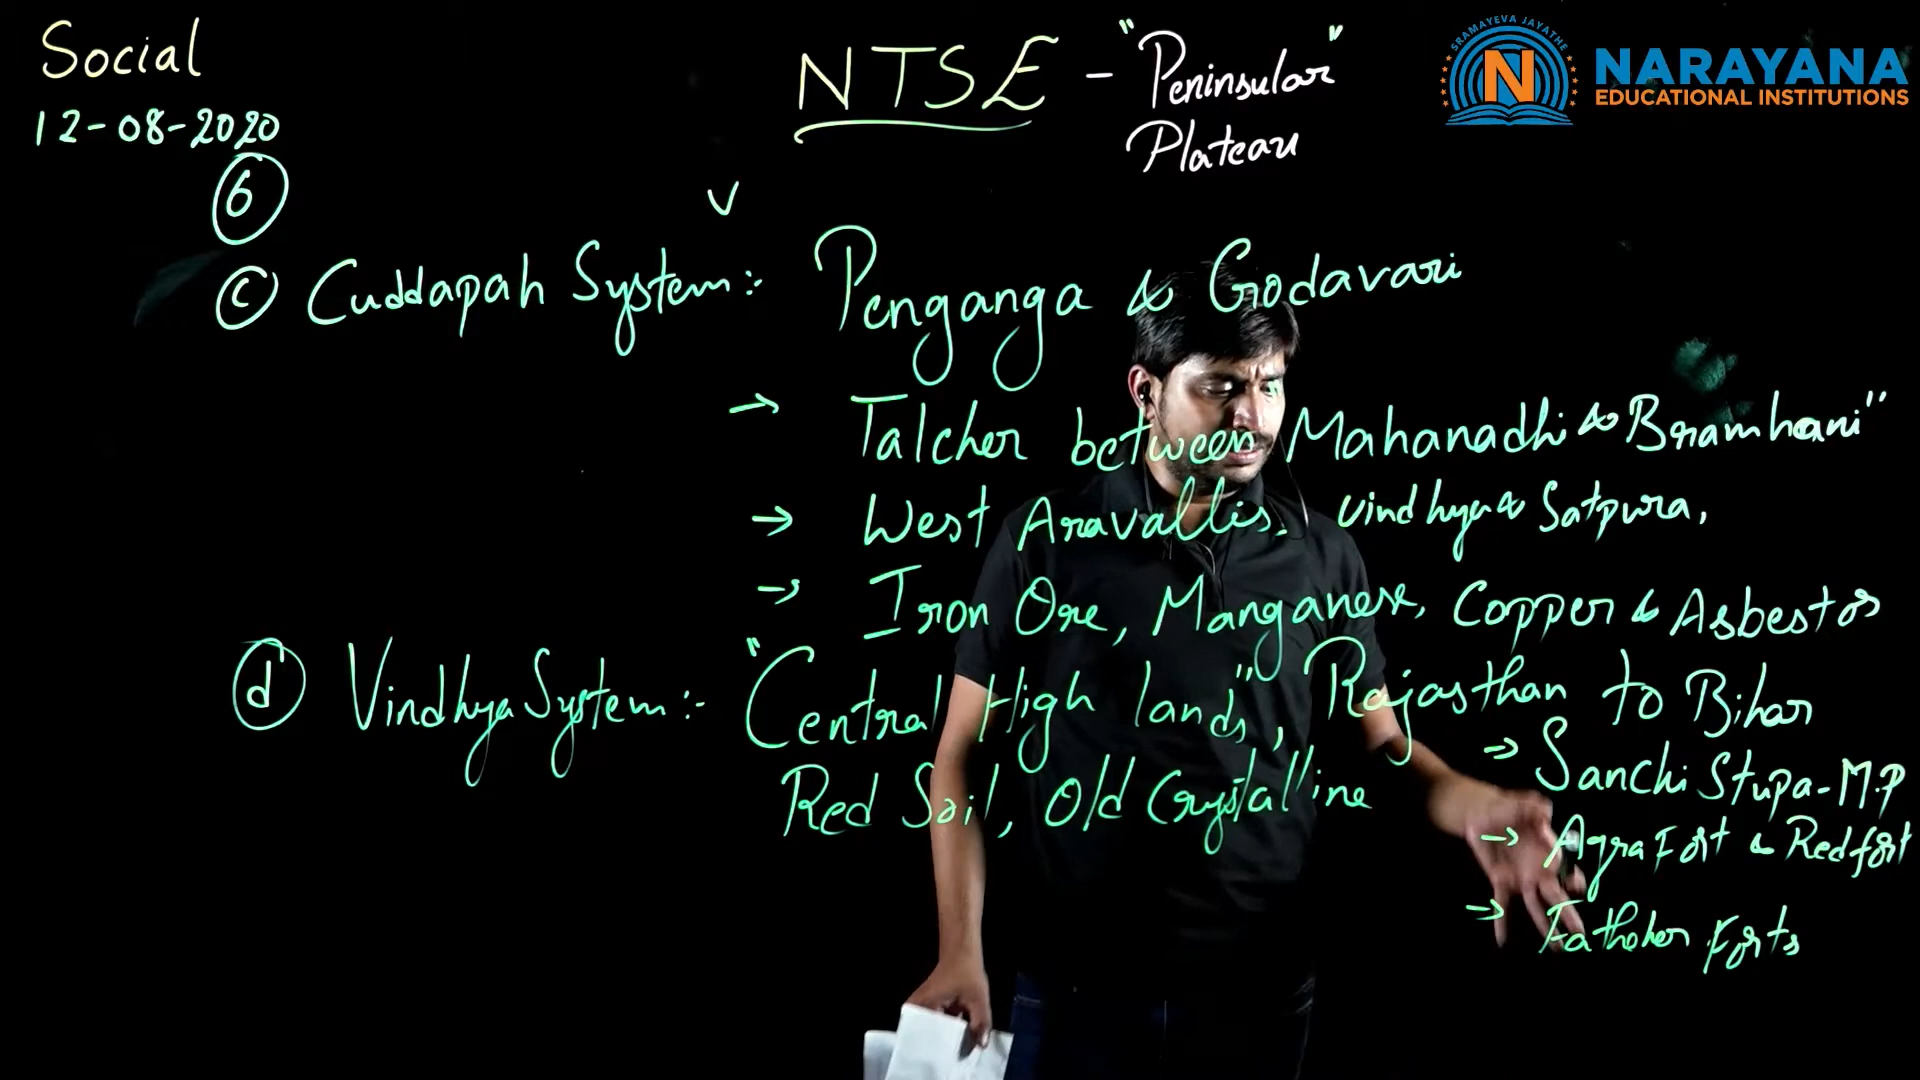 Social
12-08-2020
NTSE - "Peninsular"
Plateau
SRAMAYEVA JAYATHE
N
NARAYANA
EDUCATIONAL INSTITUTIONS
6
V
(c) Cuddapah System:- Penganga & Godavari
→ Talcher between Mahanadhi & Bramhani"
→ West Aravallis. Vindhya & Satpura,
→ Iron Ore, Manganese, Copper & Asbestos
(d) Vindhya System:- "Central High lands", Rajasthan to Bihar
Red Soil, Old Crystalline
→ Sanchi Stupa - M.P
→ Agra Fort & Redfort
→ Forts